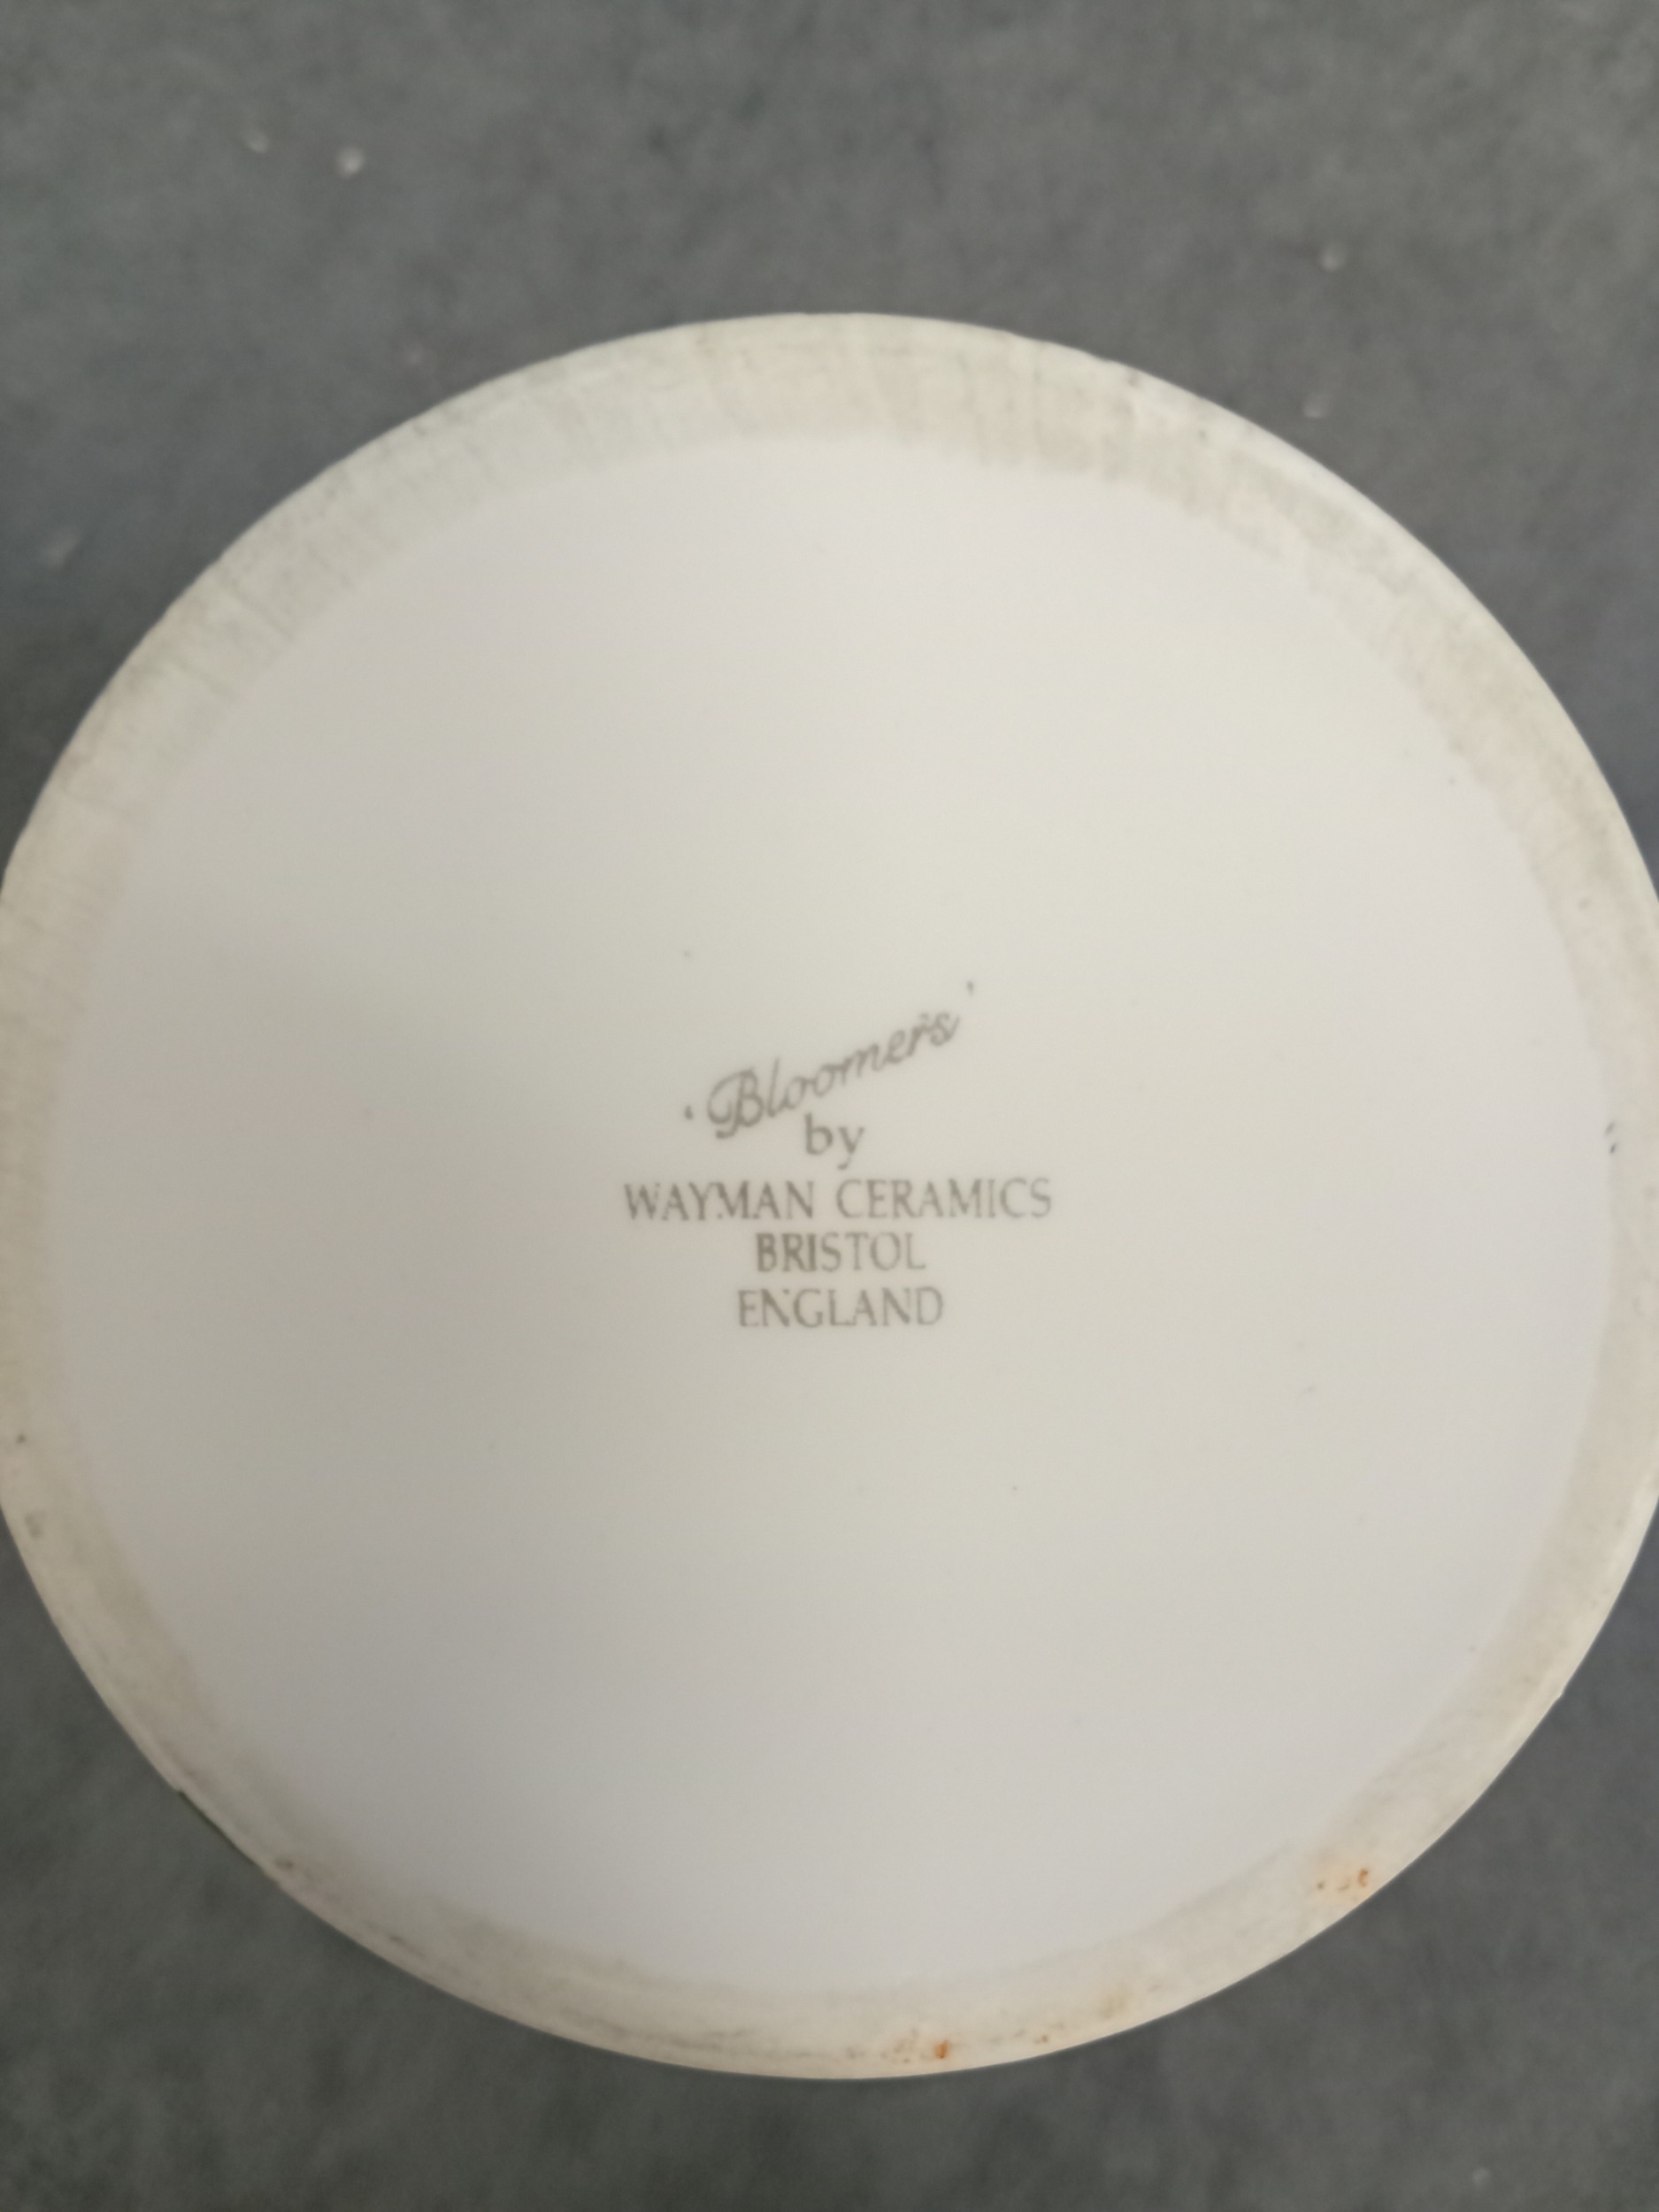 'Bloomers'
by
WAYMAN CERAMICS
BRISTOL
ENGLAND